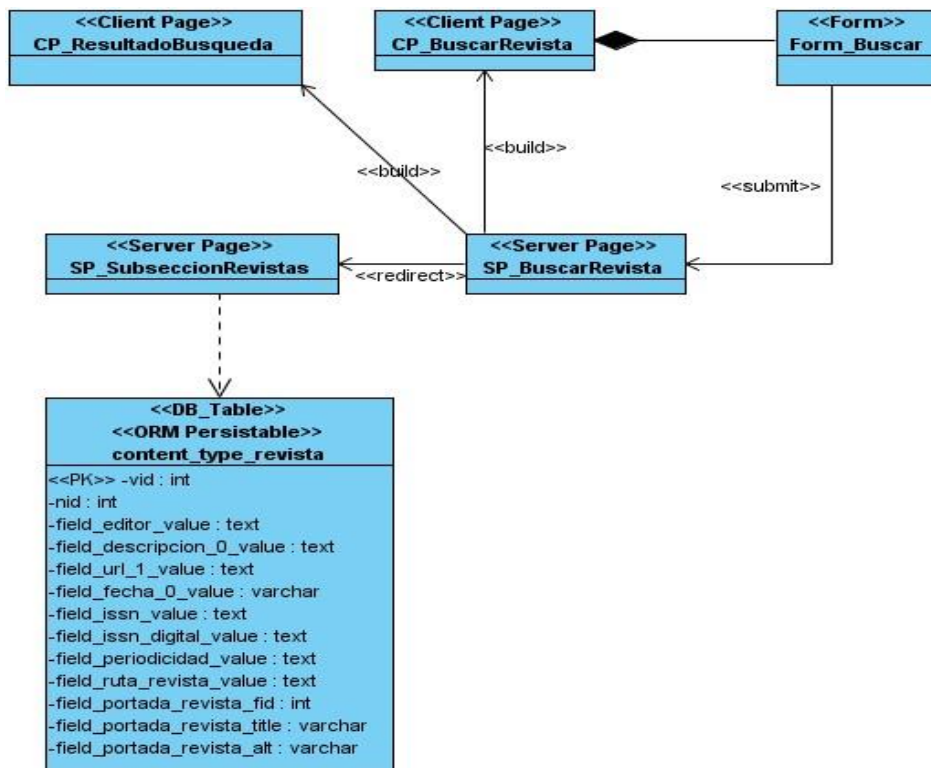 <<Client Page>>
CP_ResultadoBusqueda
<<Client Page>>
CP_BuscarRevista
<<Form>>
Form_Buscar
<<build>>
<<build>>
<<submit>>
<<Server Page>>
SP_SubseccionRevistas
<<redirect>>
<<Server Page>>
SP_BuscarRevista
<<DB_Table>>
<<ORM Persistable>>
content_type_revista
<<PK>> -vid : int
-nid : int
-field_editor_value : text
-field_descripcion_0_value : text
-field_url_1_value : text
-field_fecha_0_value : varchar
-field_issn_value : text
-field_issn_digital_value : text
-field_periodicidad_value : text
-field_ruta_revista_value : text
-field_portada_revista_fid : int
-field_portada_revista_title : varchar
-field_portada_revista_alt : varchar